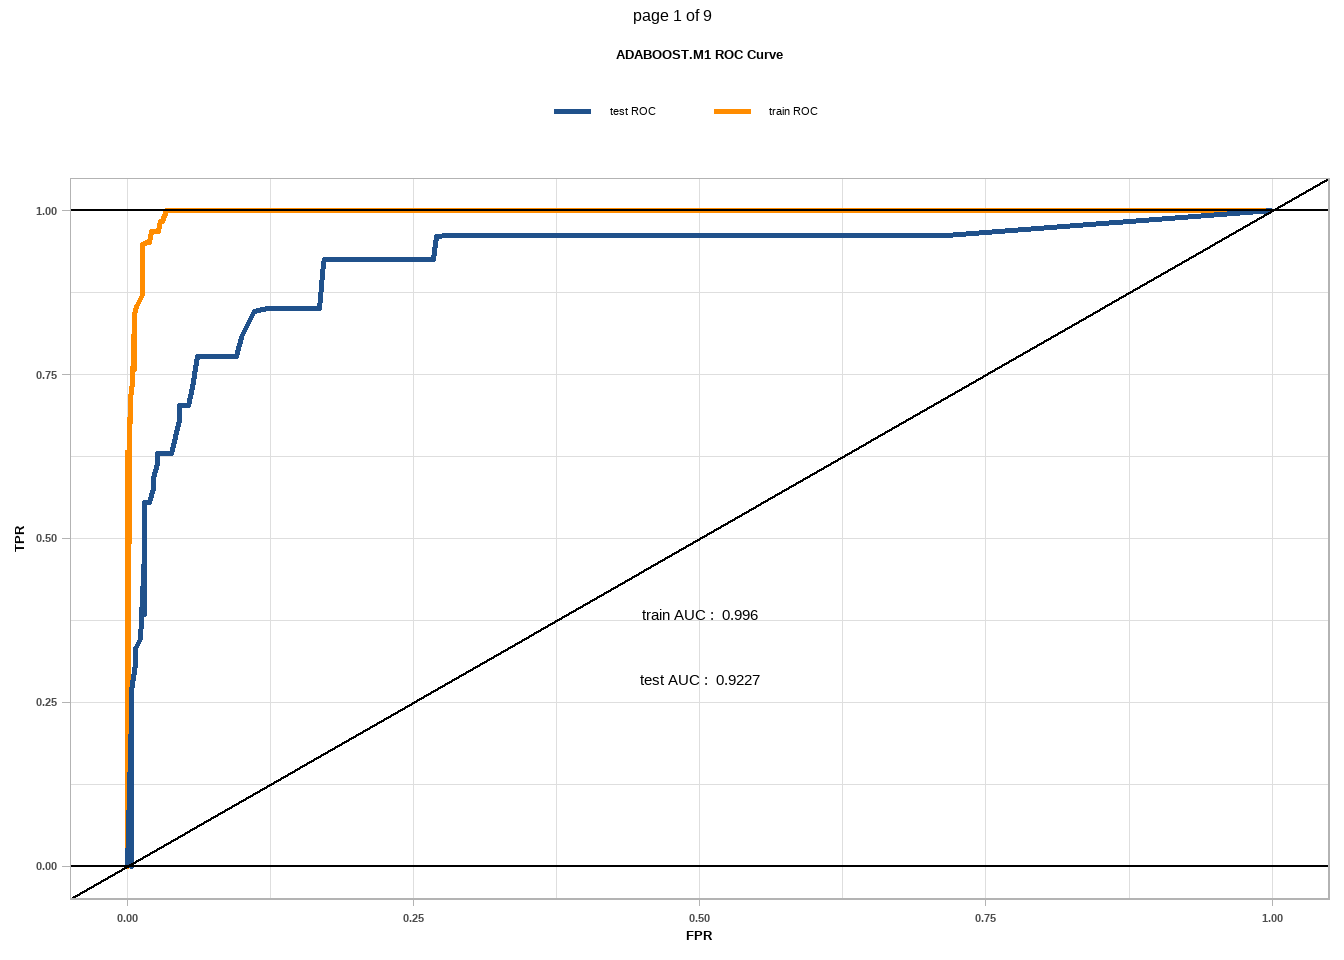 page 1 of 9
ADABOOST.M1 ROC Curve
test ROC
train ROC
1.00
0.75
0.50
0.25
0.00
TPR
train AUC :  0.996
test AUC :  0.9227
0.00
0.25
0.50
0.75
1.00
FPR